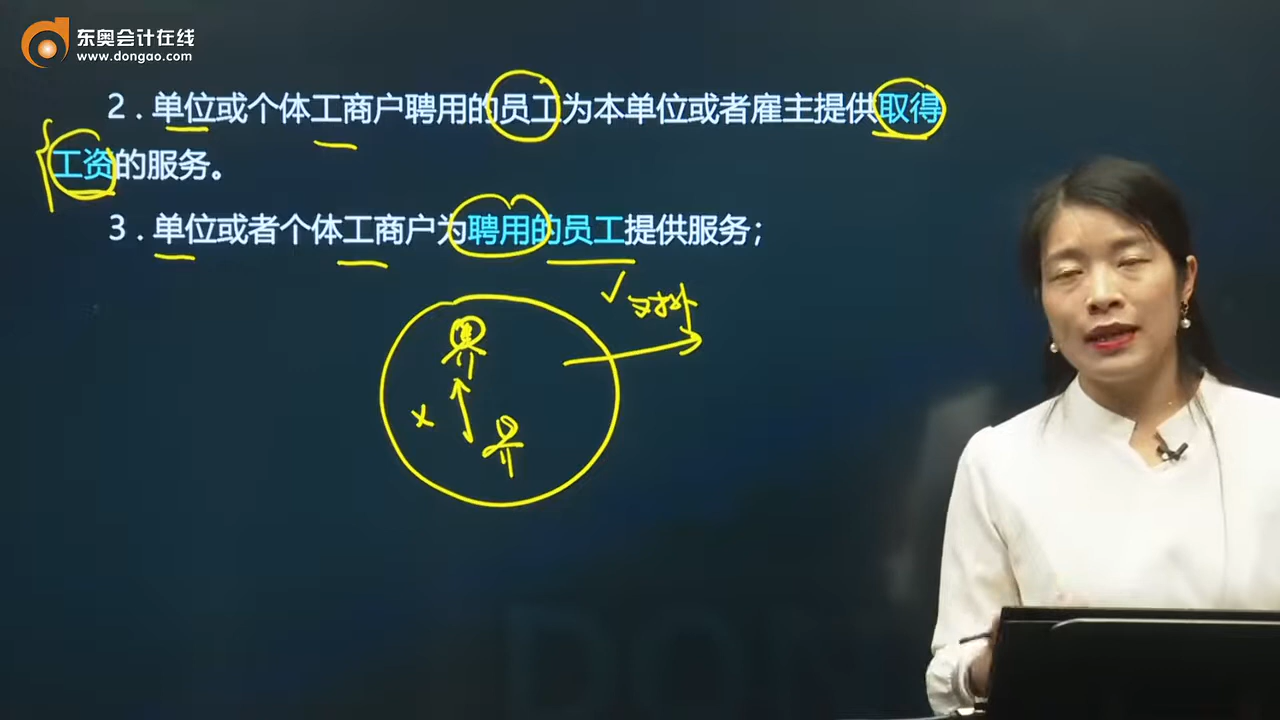 东奥会计在线
www.dongao.com
2.单位或个体工商户聘用的员工为本单位或者雇主提供取得
工资的服务。
3.单位或者个体工商户为聘用的员工提供服务；
对外
DON